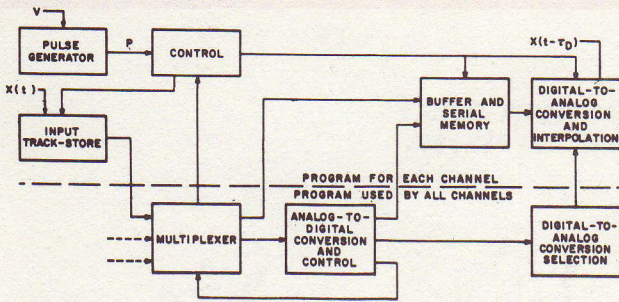 V
PULSE
GENERATOR
P
CONTROL
X(t-τD)
X(t)
INPUT
TRACK-STORE
BUFFER AND
SERIAL
MEMORY
DIGITAL-TO-
ANALOG
CONVERSION
AND
INTERPOLATION
PROGRAM FOR EACH CHANNEL
PROGRAM USED BY ALL CHANNELS
MULTIPLEXER
ANALOG-TO-
DIGITAL
CONVERSION
AND
CONTROL
DIGITAL-TO-
ANALOG
CONVERSION
SELECTION